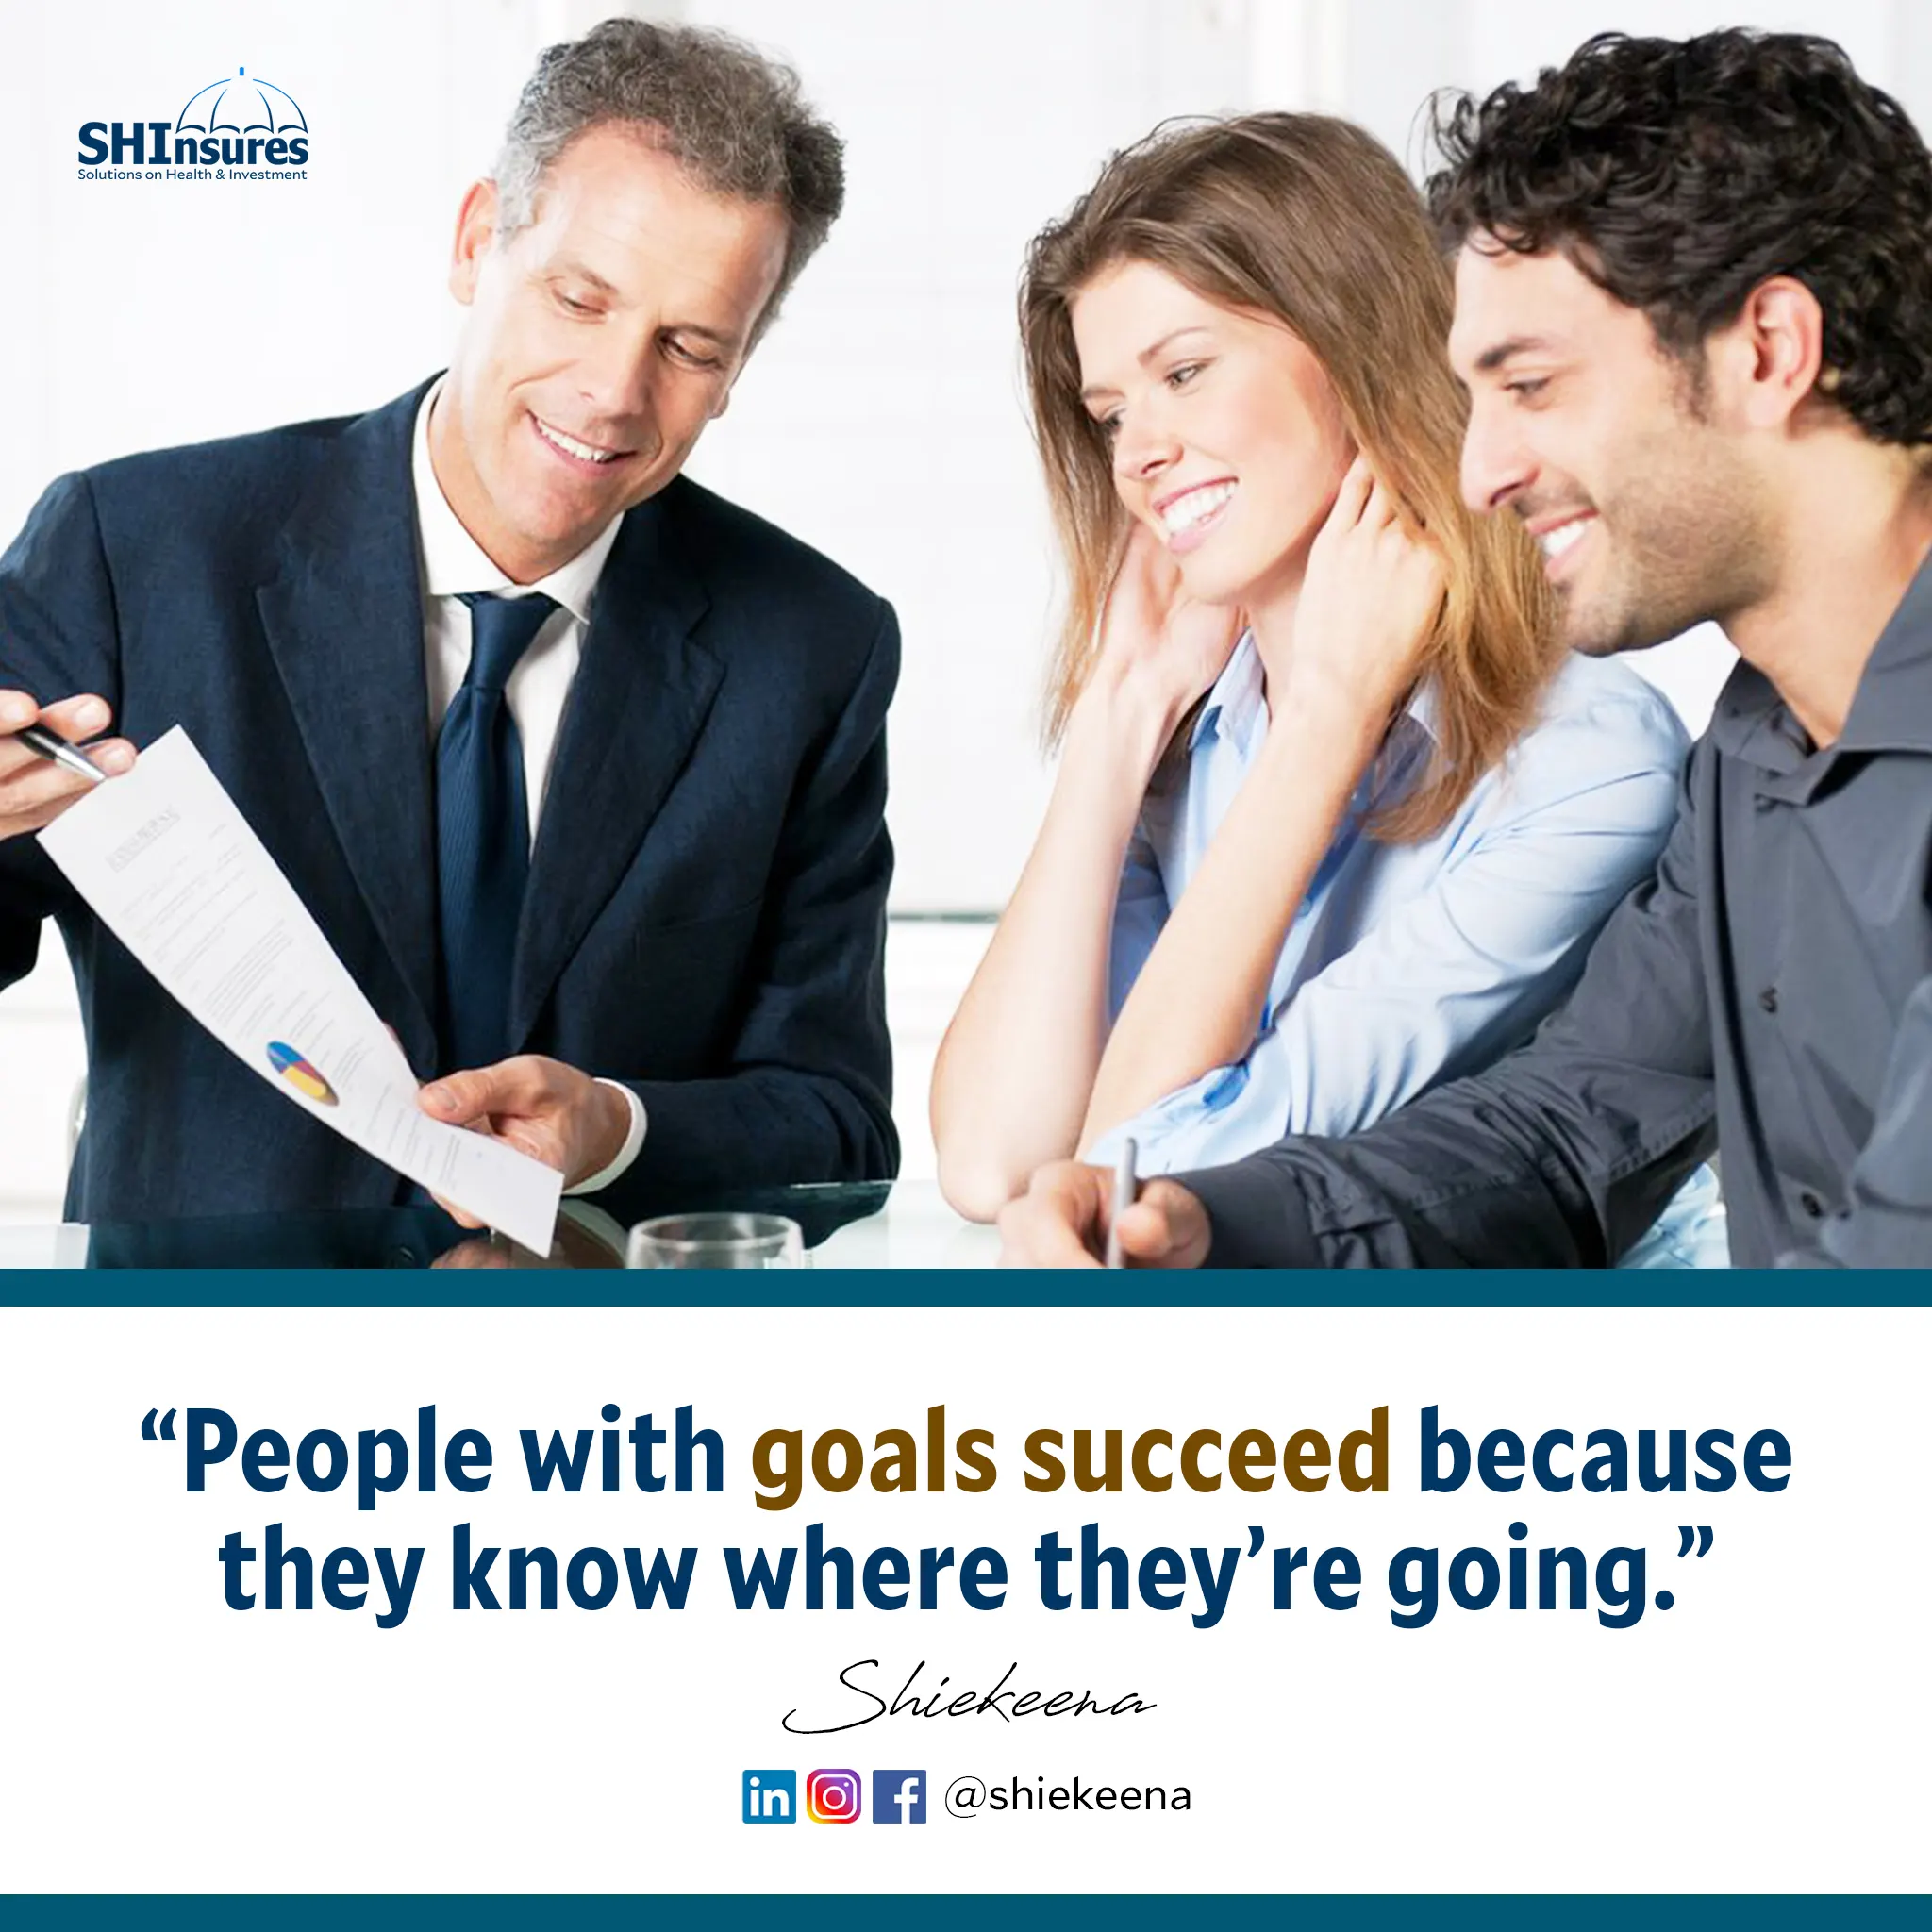 SHInsures
Solutions on Health & Investment
“People with goals succeed because
they know where they’re going.”
Shiekeena
in f @shiekeena